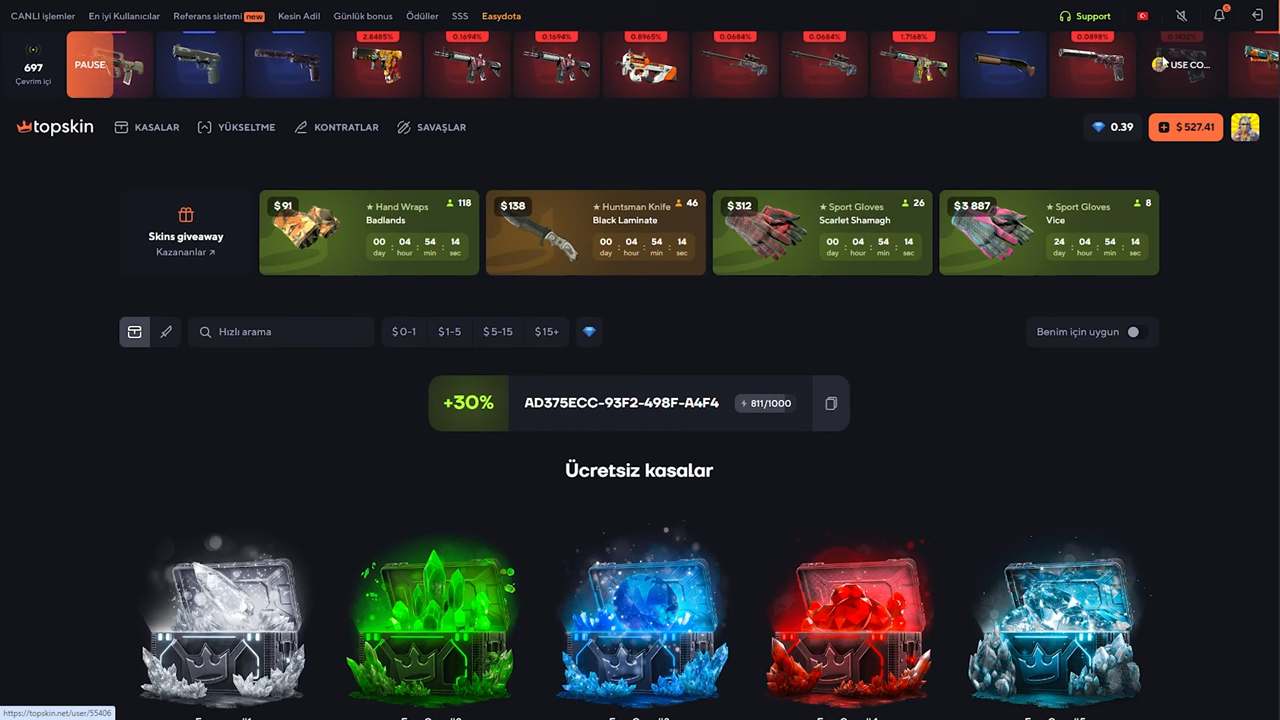 CANLI işlemler En iyi Kullanıcılar Referans sistemi new Kesin Adil Günlük bonus Ödüller SSS Easydota Support
2.8485% 0.1694% 0.1694% 0.8965% 0.0684% 0.0684% 1.7168% 0.0898%
697
Çevrim içi
PAUSE
USE CO...
topskin KASALAR YÜKSELTME KONTRATLAR SAVAŞLAR 0.39 $ 527.41
Skins giveaway
Kazananlar ↗
$ 91 ★ Hand Wraps 118
Badlands
00 : 04 : 54 : 14
day hour min sec
$ 138 ★ Huntsman Knife 46
Black Laminate
00 : 04 : 54 : 14
day hour min sec
$ 312 ★ Sport Gloves 26
Scarlet Shamagh
00 : 04 : 54 : 14
day hour min sec
$ 3 887 ★ Sport Gloves 8
Vice
24 : 04 : 54 : 14
day hour min sec
Hızlı arama $ 0-1 $ 1-5 $ 5-15 $ 15+ Benim için uygun
+30% AD375ECC-93F2-498F-A4F4 811/1000
Ücretsiz kasalar
https://topskin.net/user/55406